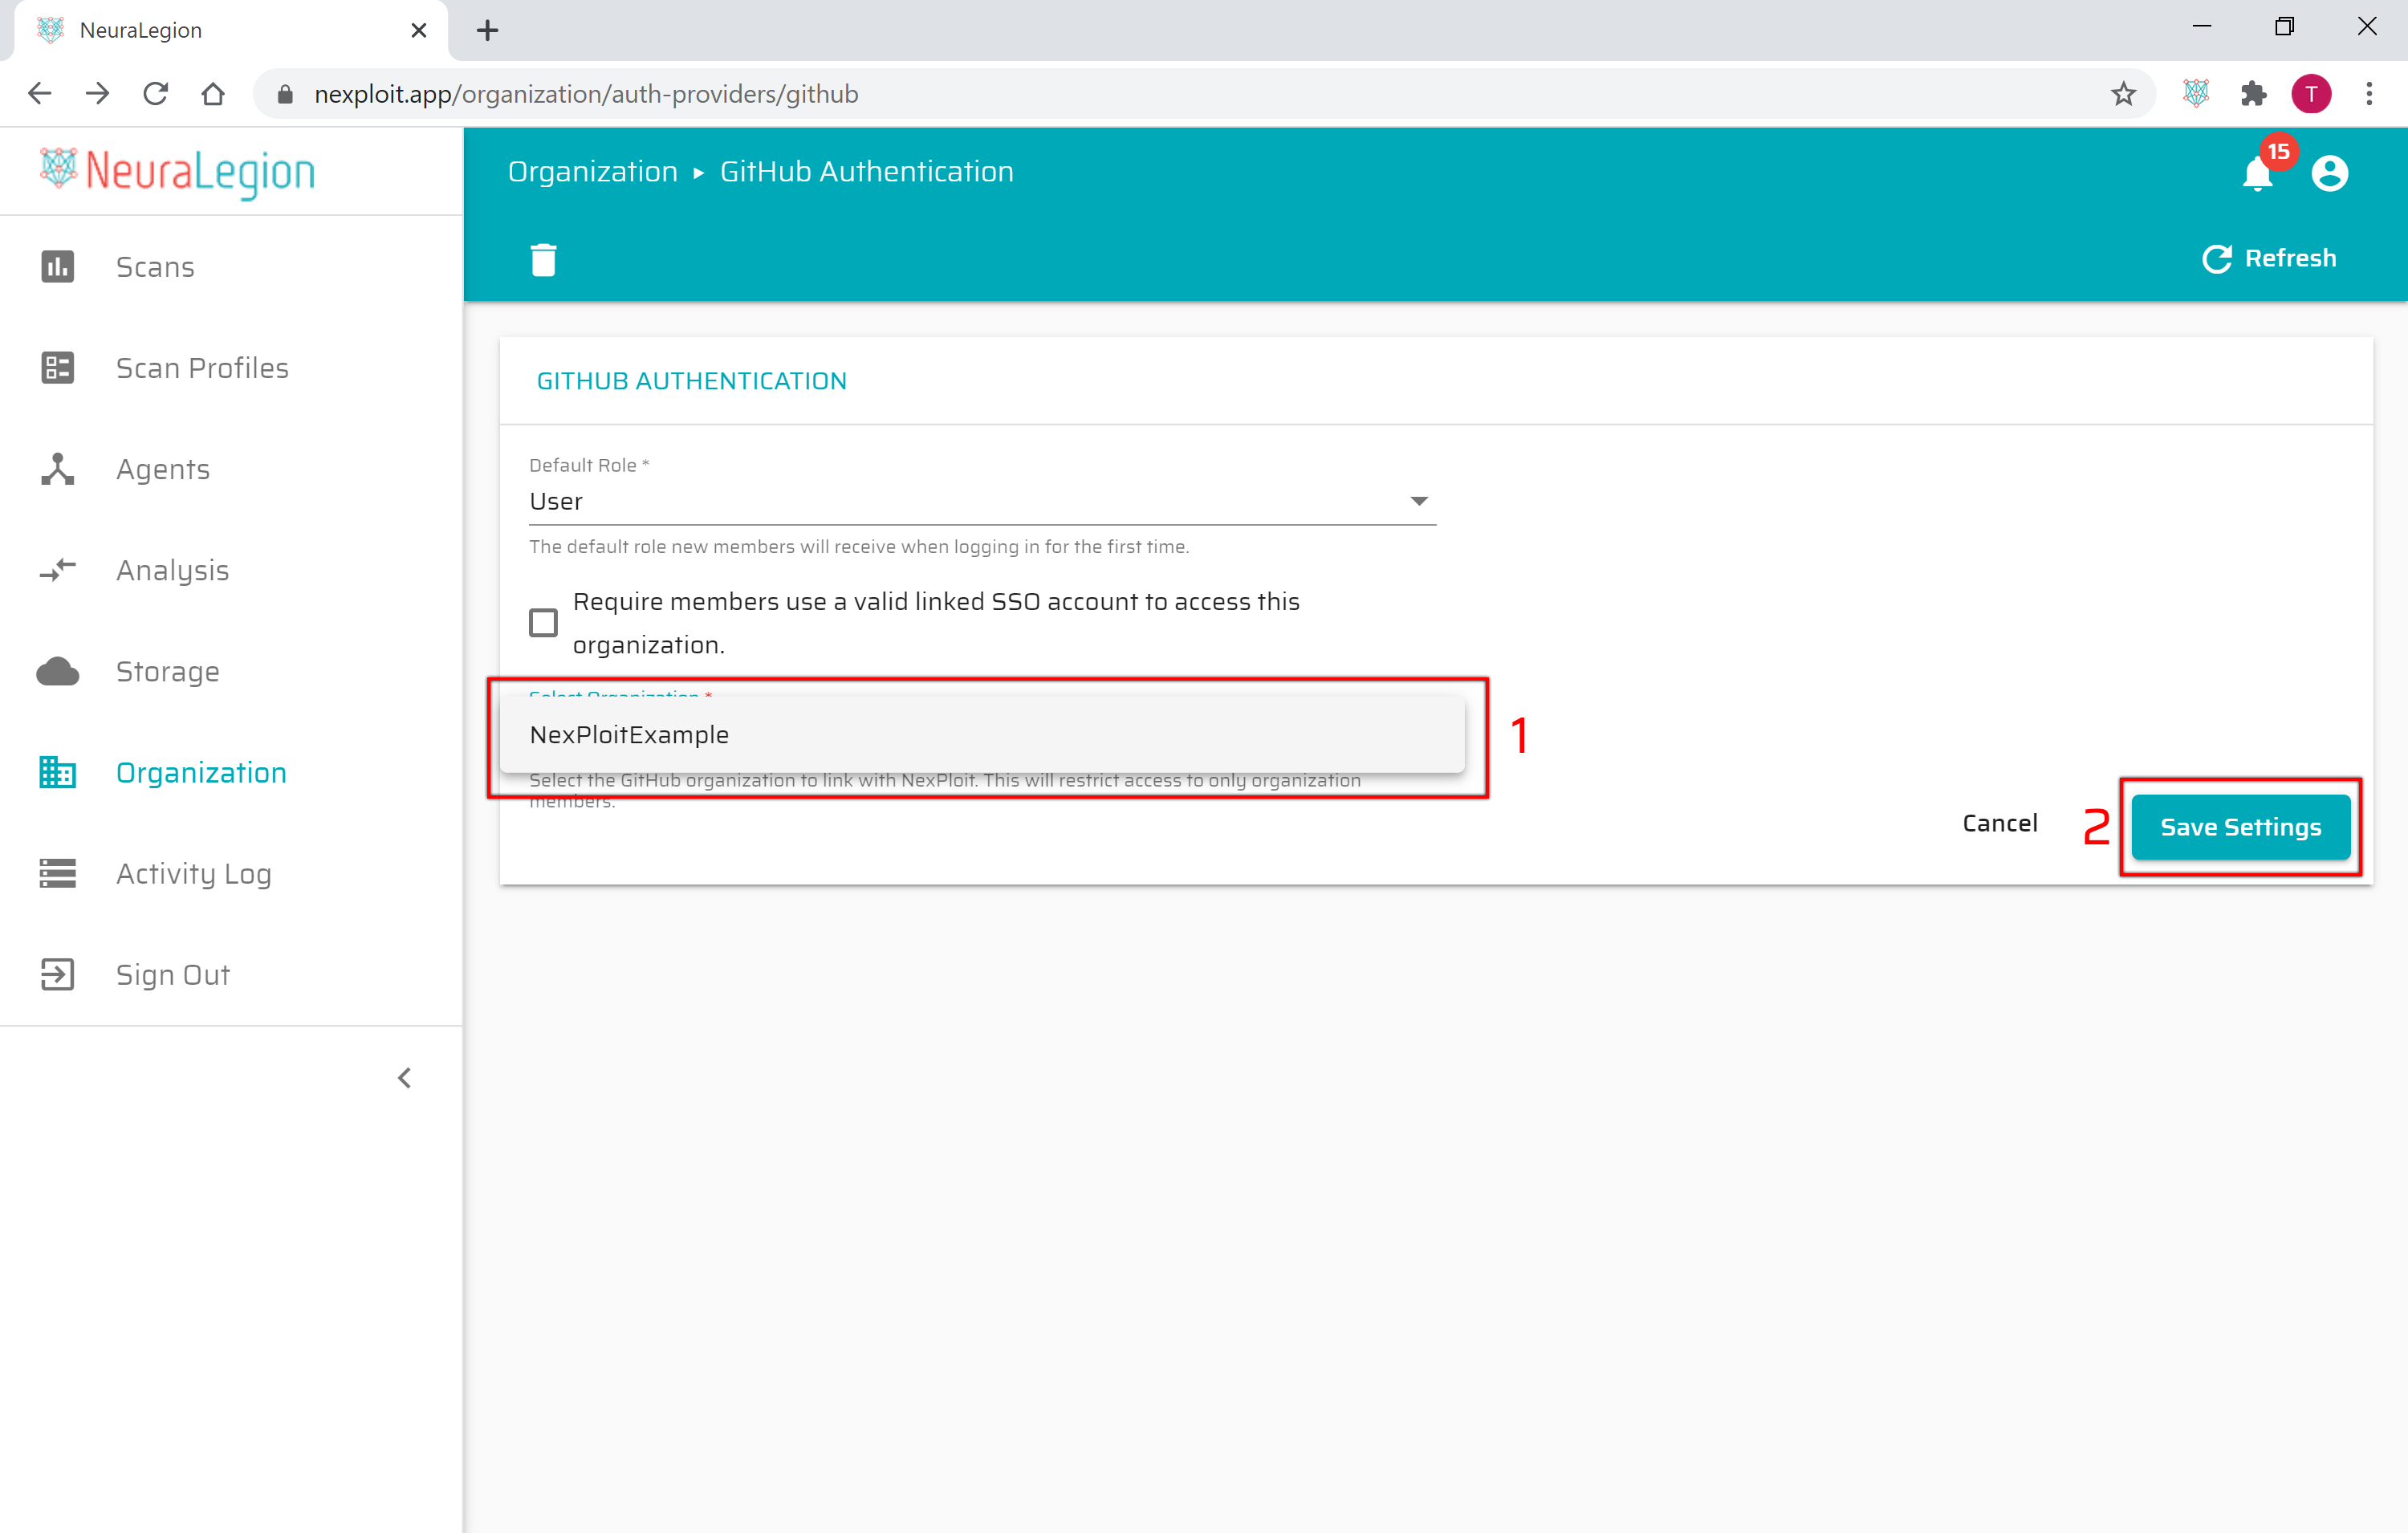 NeuraLegion
nexploit.app/organization/auth-providers/github
T
NeuraLegion
Organization ▸ GitHub Authentication
15
Refresh
Scans
Scan Profiles
Agents
Analysis
Storage
Organization
Activity Log
Sign Out
GITHUB AUTHENTICATION
Default Role *
User
The default role new members will receive when logging in for the first time.
Require members use a valid linked SSO account to access this
organization.
Select Organization *
NexPloitExample
1
Select the GitHub organization to link with NexPloit. This will restrict access to only organization
members.
Cancel
2
Save Settings